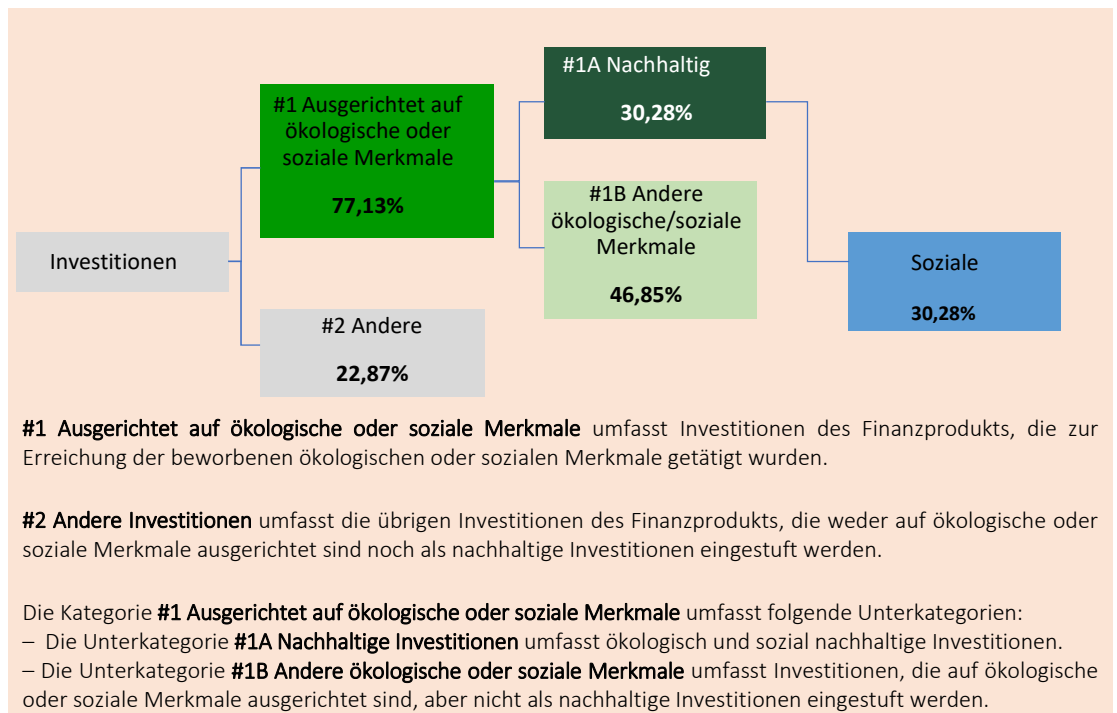 #1A Nachhaltig
30,28%
#1 Ausgerichtet auf
ökologische oder
soziale Merkmale
77,13%
#1B Andere
ökologische/soziale
Merkmale
46,85%
Investitionen
Soziale
30,28%
#2 Andere
22,87%
#1 Ausgerichtet auf ökologische oder soziale Merkmale umfasst Investitionen des Finanzprodukts, die zur
Erreichung der beworbenen ökologischen oder sozialen Merkmale getätigt wurden.
#2 Andere Investitionen umfasst die übrigen Investitionen des Finanzprodukts, die weder auf ökologische oder
soziale Merkmale ausgerichtet sind noch als nachhaltige Investitionen eingestuft werden.
Die Kategorie #1 Ausgerichtet auf ökologische oder soziale Merkmale umfasst folgende Unterkategorien:
– Die Unterkategorie #1A Nachhaltige Investitionen umfasst ökologisch und sozial nachhaltige Investitionen.
– Die Unterkategorie #1B Andere ökologische oder soziale Merkmale umfasst Investitionen, die auf ökologische
oder soziale Merkmale ausgerichtet sind, aber nicht als nachhaltige Investitionen eingestuft werden.